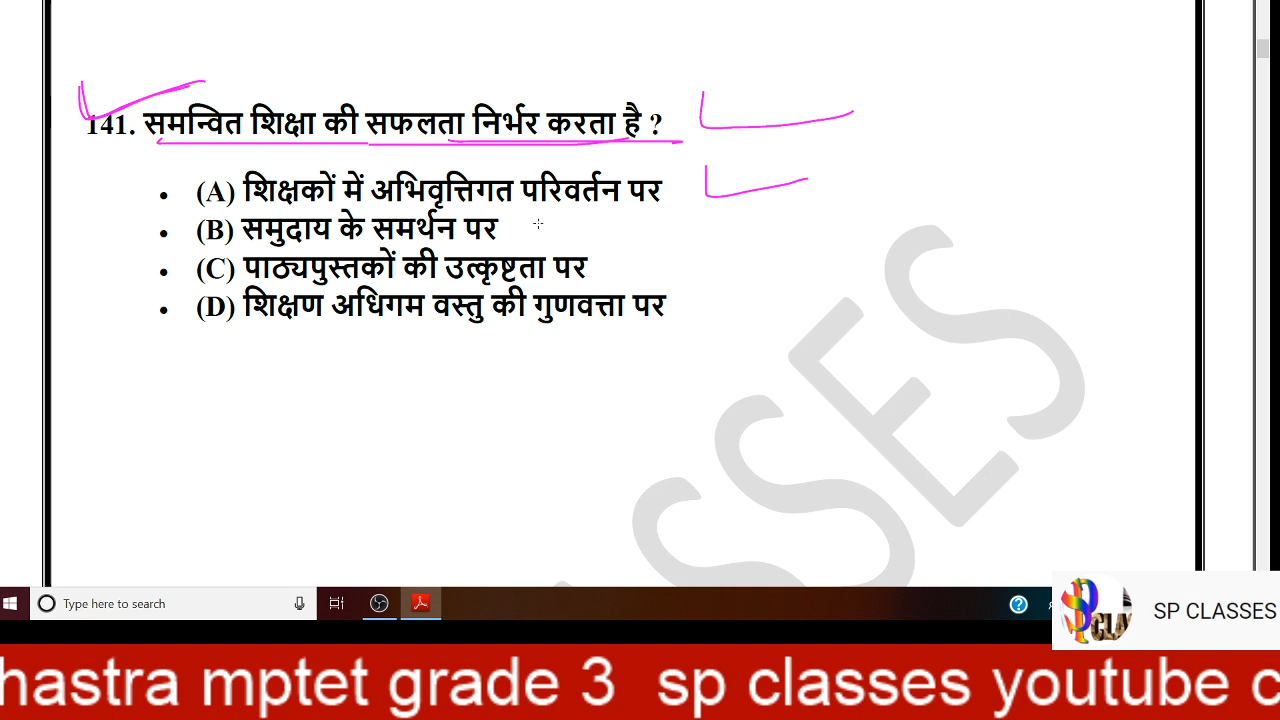 141. समन्वित शिक्षा की सफलता निर्भर करता है ?
• (A) शिक्षकों में अभिवृत्तिगत परिवर्तन पर
• (B) समुदाय के समर्थन पर
• (C) पाठ्यपुस्तकों की उत्कृष्टता पर
• (D) शिक्षण अधिगम वस्तु की गुणवत्ता पर
SSES
Type here to search
CLA
SP CLASSES
hastra mptet grade 3 sp classes youtube c